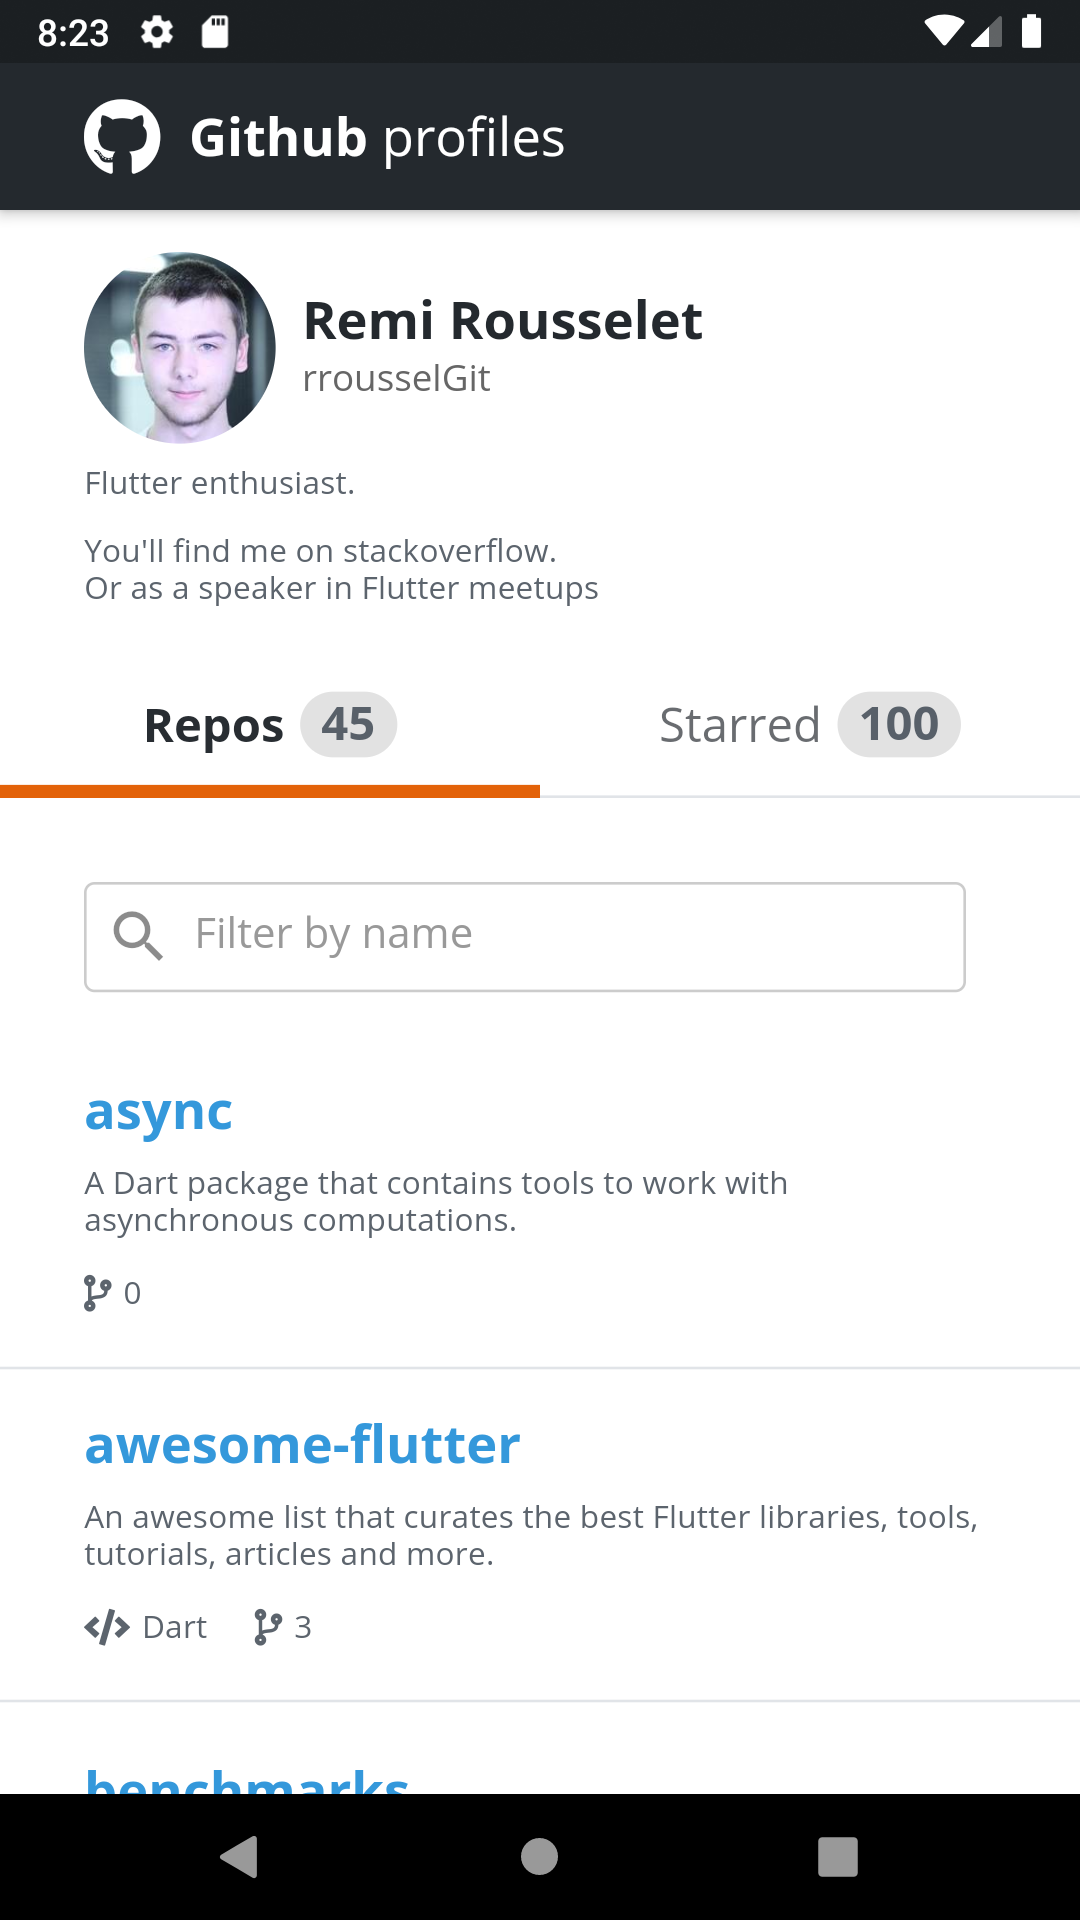 8:23
Github profiles
Remi Rousselet
rrousselGit
Flutter enthusiast.
You'll find me on stackoverflow.
Or as a speaker in Flutter meetups
Repos 45 Starred 100
Filter by name
async
A Dart package that contains tools to work with
asynchronous computations.
0
awesome-flutter
An awesome list that curates the best Flutter libraries, tools,
tutorials, articles and more.
Dart 3
benchmarks